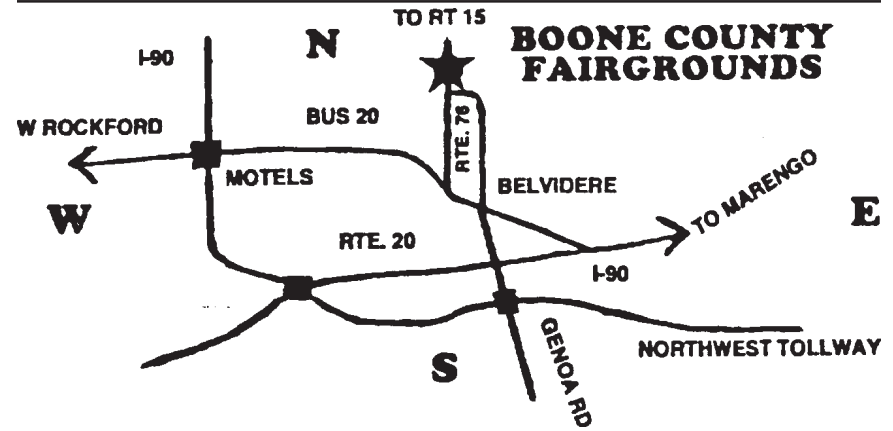 TO RT 15
BOONE COUNTY
FAIRGROUNDS
N
I-90
BUS 20
RTE. 76
W ROCKFORD
MOTELS
BELVIDERE
TO MARENGO
W
E
RTE. 20
I-90
GENOA RD
NORTHWEST TOLLWAY
S